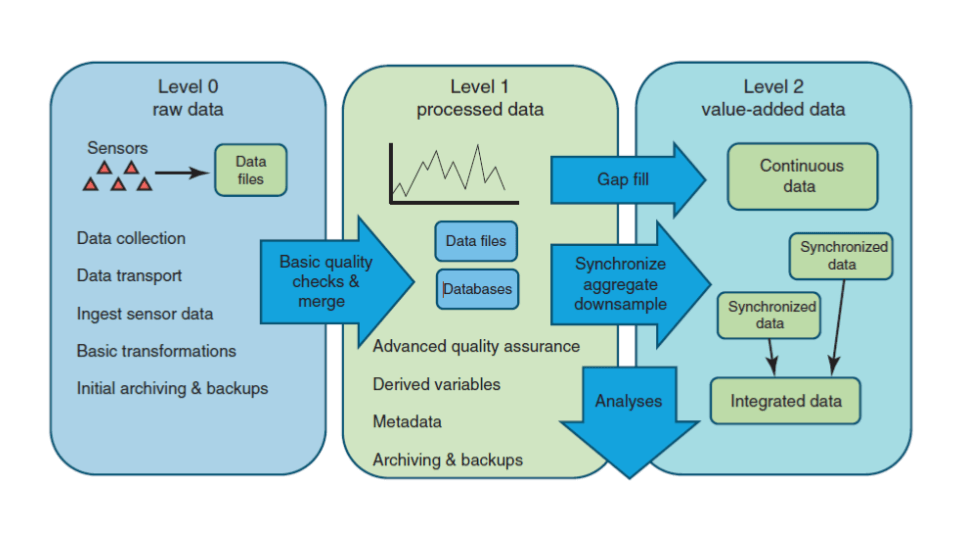 Level 0
raw data
Sensors
Data
files
Data collection
Data transport
Ingest sensor data
Basic transformations
Initial archiving & backups
Basic quality
checks &
merge
Level 1
processed data
Data files
Databases
Advanced quality assurance
Derived variables
Metadata
Archiving & backups
Gap fill
Synchronize
aggregate
downsample
Analyses
Level 2
value-added data
Continuous
data
Synchronized
data
Synchronized
data
Integrated data